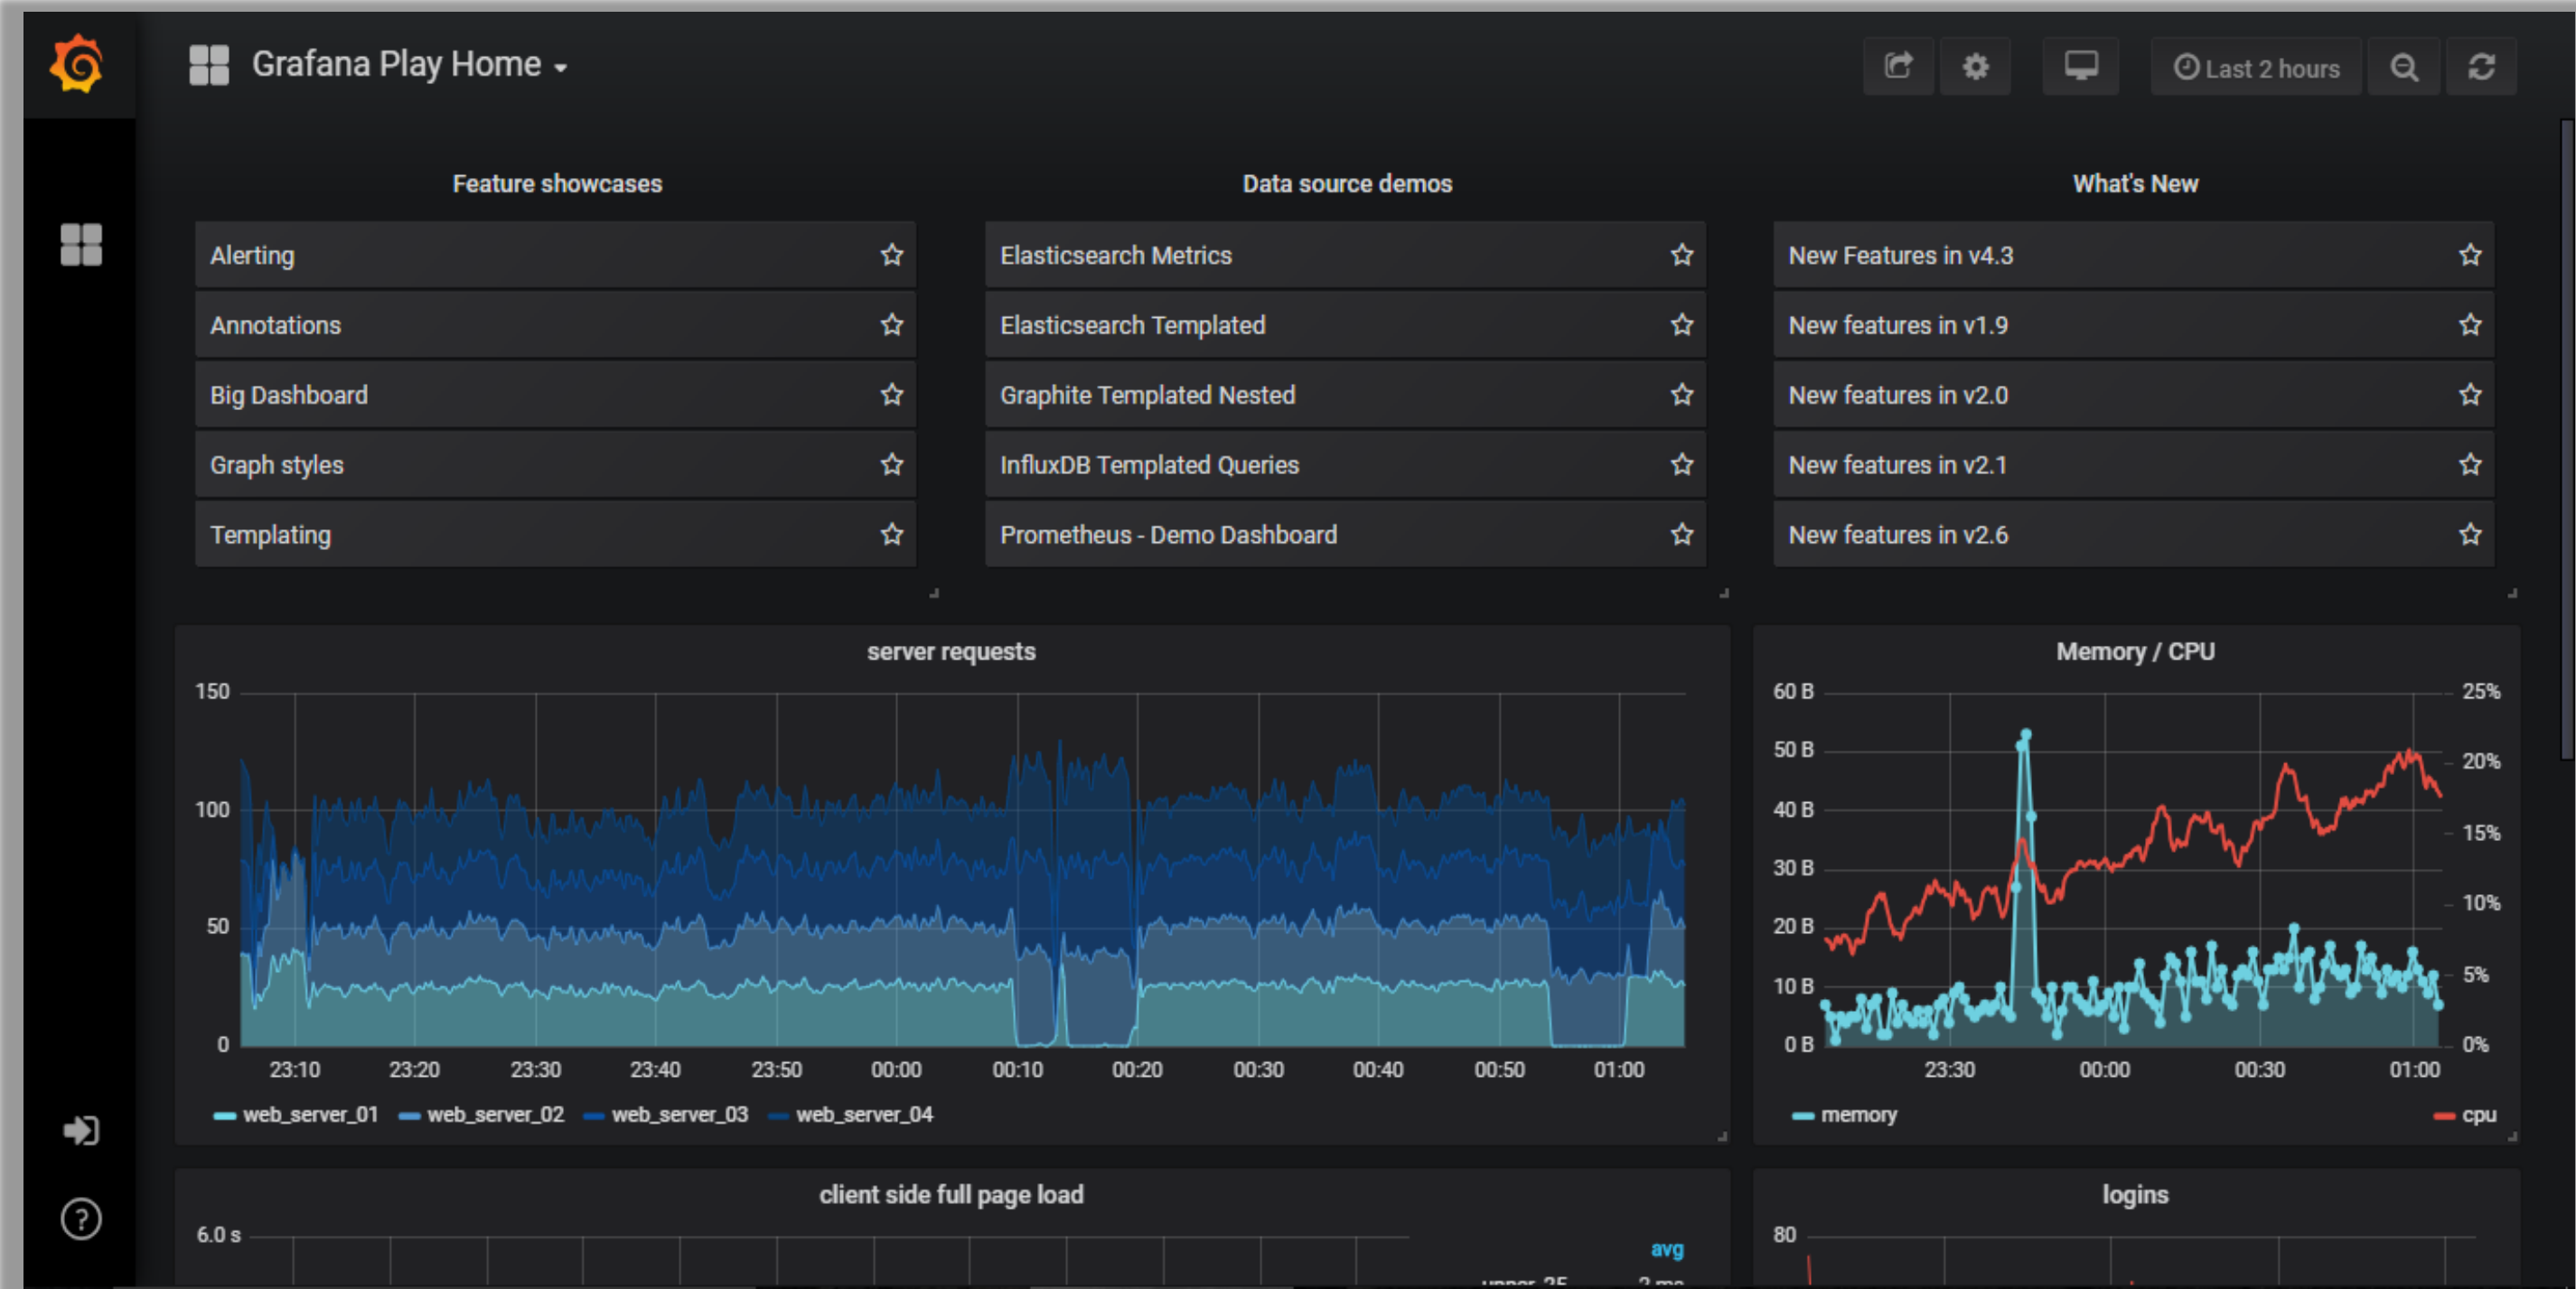 Grafana Play Home
Last 2 hours
Feature showcases
Alerting
Annotations
Big Dashboard
Graph styles
Templating
Data source demos
Elasticsearch Metrics
Elasticsearch Templated
Graphite Templated Nested
InfluxDB Templated Queries
Prometheus - Demo Dashboard
What's New
New Features in v4.3
New features in v1.9
New features in v2.0
New features in v2.1
New features in v2.6
server requests
150
100
50
0
23:10 23:20 23:30 23:40 23:50 00:00 00:10 00:20 00:30 00:40 00:50 01:00
web_server_01 web_server_02 web_server_03 web_server_04
Memory / CPU
60 B 25%
50 B 20%
40 B 15%
30 B 10%
20 B 5%
10 B 0%
0 B
23:30 00:00 00:30 01:00
memory cpu
client side full page load
6.0 s
avg
logins
80
?